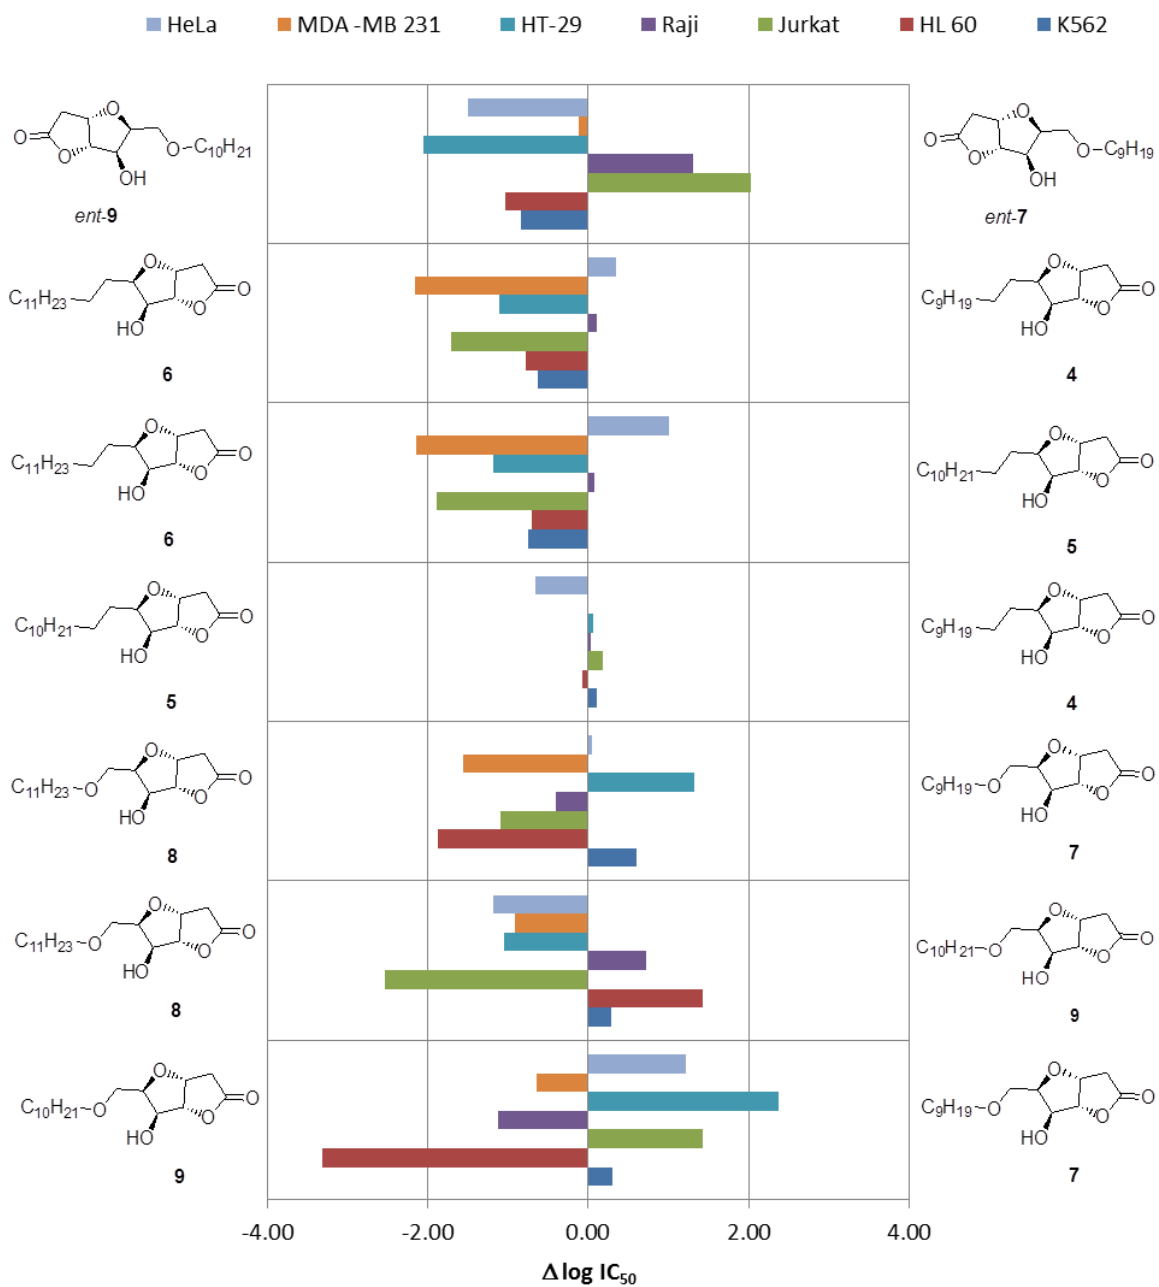 HeLa MDA -MB 231 HT-29 Raji Jurkat HL 60 K562
O O O O C10H21 OH
ent-9
O O O O C9H19 OH
ent-7
C11H23 O O O HO
6
C9H19 O O O HO
4
C11H23 O O O HO
6
C10H21 O O O HO
5
C10H21 O O O HO
5
C9H19 O O O HO
4
C11H23 O O O O HO
8
C9H19 O O O O HO
7
C11H23 O O O O HO
8
C10H21 O O O O HO
9
C10H21 O O O O HO
9
C9H19 O O O O HO
7
-4.00 -2.00 0.00 2.00 4.00
Δ log IC50